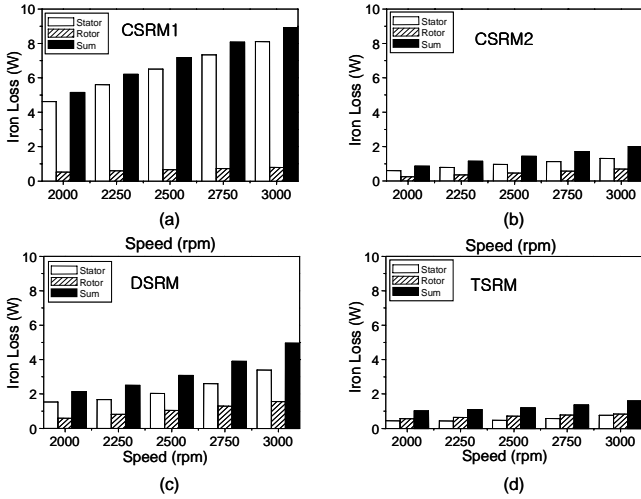 CSRM1
Stator
Rotor
Sum
Iron Loss (W)
10
8
6
4
2
0
2000 2250 2500 2750 3000
(a)
Speed (rpm)
CSRM2
Stator
Rotor
Sum
Iron Loss (W)
10
8
6
4
2
0
2000 2250 2500 2750 3000
(b)
Speed (rpm)
DSRM
Stator
Rotor
Sum
Iron Loss (W)
10
8
6
4
2
0
2000 2250 2500 2750 3000
Speed (rpm)
(c)
TSRM
Stator
Rotor
Sum
Iron Loss (W)
10
8
6
4
2
0
2000 2250 2500 2750 3000
Speed (rpm)
(d)